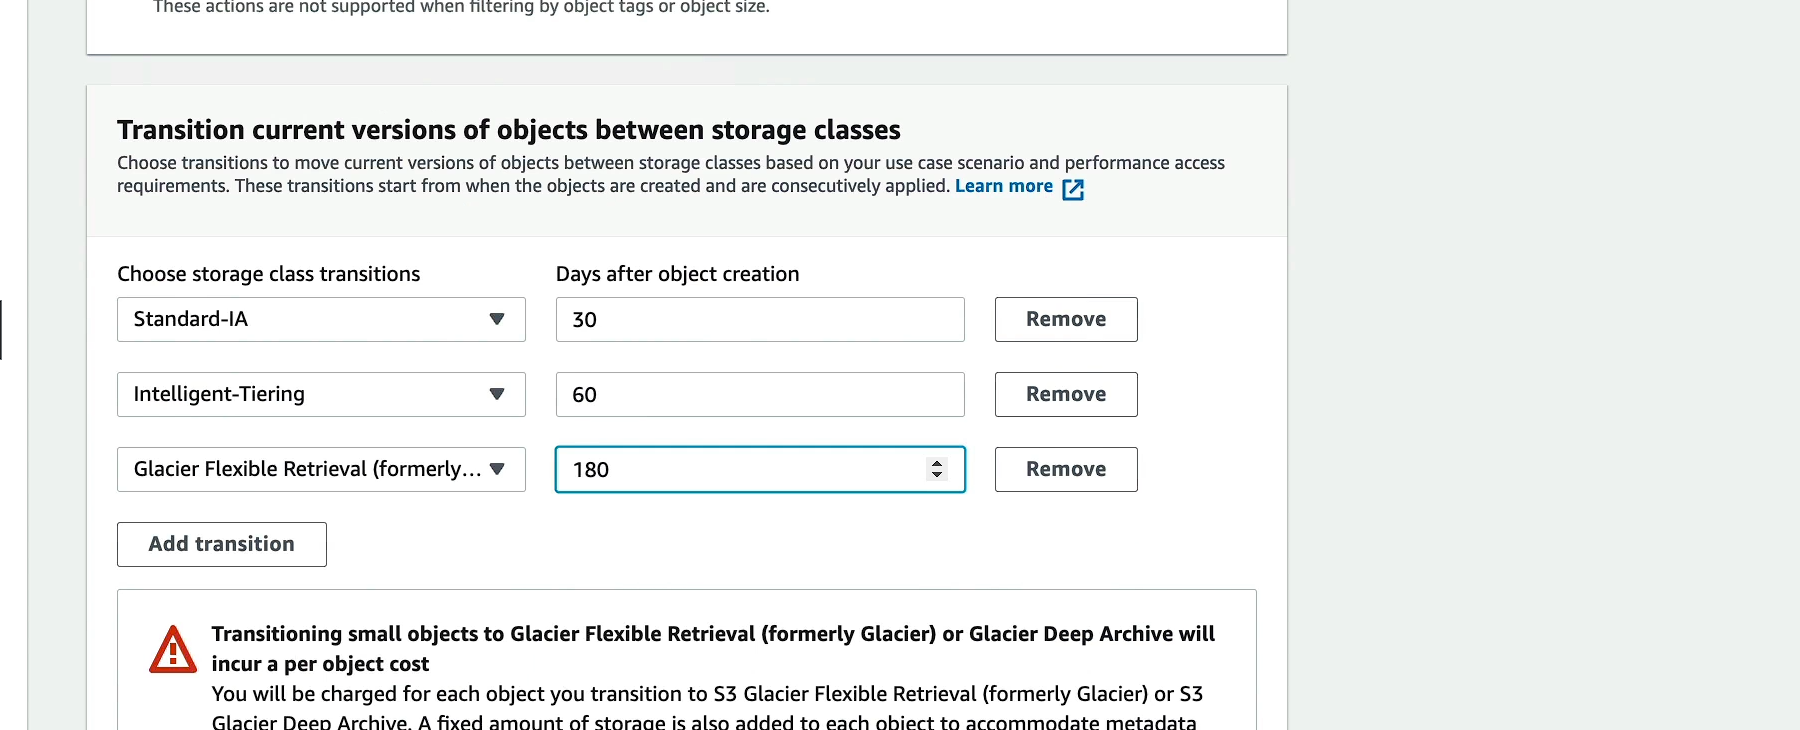 These actions are not supported when filtering by object tags or object size.
Transition current versions of objects between storage classes
Choose transitions to move current versions of objects between storage classes based on your use case scenario and performance access
requirements. These transitions start from when the objects are created and are consecutively applied. Learn more
Choose storage class transitions
Days after object creation
Standard-IA
30
Remove
Intelligent-Tiering
60
Remove
Glacier Flexible Retrieval (formerly...
180
Remove
Add transition
Transitioning small objects to Glacier Flexible Retrieval (formerly Glacier) or Glacier Deep Archive will
incur a per object cost
You will be charged for each object you transition to S3 Glacier Flexible Retrieval (formerly Glacier) or S3
Glacier Deep Archive. A fixed amount of storage is also added to each object to accommodate metadata